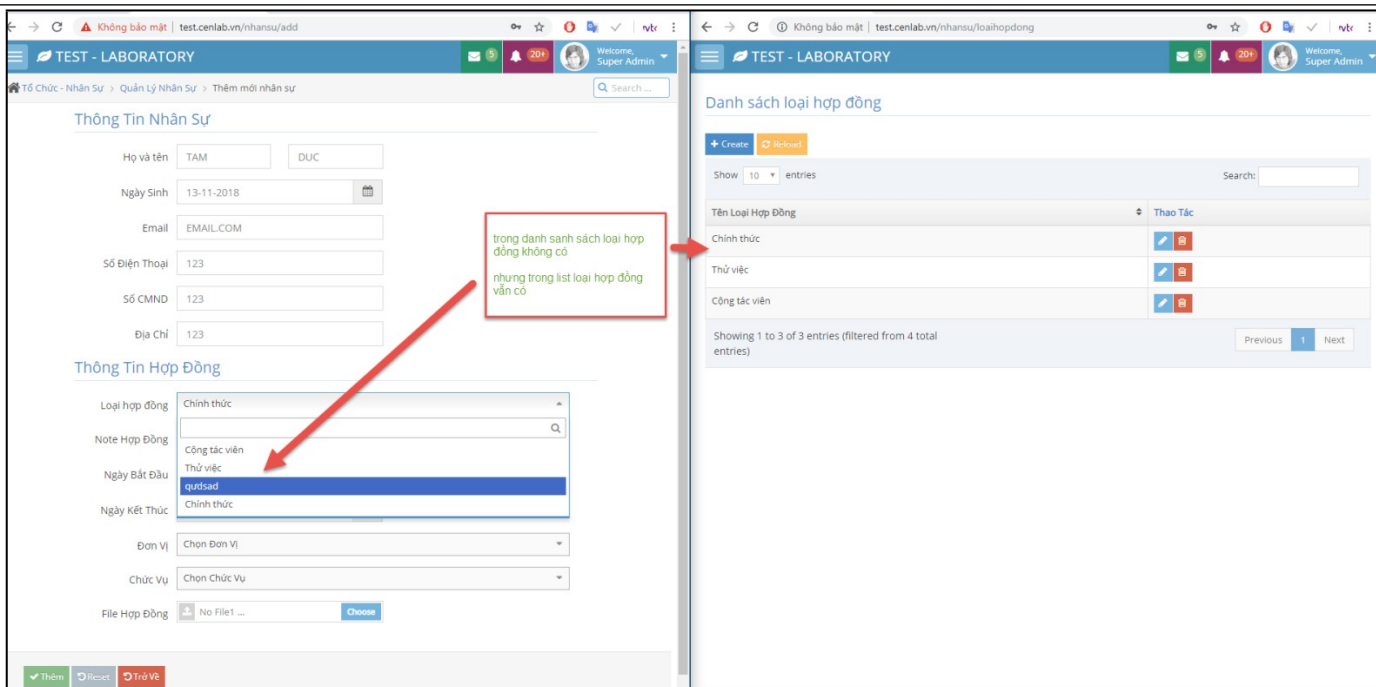 Không bảo mật | test.cenlab.vn/nhansu/add
TEST - LABORATORY
5
20+
Welcome,
Super Admin
Tổ Chức - Nhân Sự > Quản Lý Nhân Sự > Thêm mới nhân sự
Search ...
Thông Tin Nhân Sự
Họ và tên TAM DUC
Ngày Sinh 13-11-2018
Email EMAIL.COM
Số Điện Thoại 123
Số CMND 123
Địa Chỉ 123
Thông Tin Hợp Đồng
Loại hợp đồng Chính thức
Note Hợp Đồng
Cộng tác viên
Thử việc
Ngày Bắt Đầu
qưdsad
Chính thức
Ngày Kết Thúc
Đơn Vị Chọn Đơn Vị
Chức Vụ Chọn Chức Vụ
File Hợp Đồng No File1 ... Choose
Thêm Reset Trở Về
trong danh sanh sách loại hợp
đồng không có
nhưng trong list loại hợp đồng
vẫn có
Không bảo mật | test.cenlab.vn/nhansu/loaihopdong
TEST - LABORATORY
5
20+
Welcome,
Super Admin
Danh sách loại hợp đồng
+ Create Reload
Show 10 entries Search:
Tên Loại Hợp Đồng Thao Tác
Chính thức
Thử việc
Cộng tác viên
Showing 1 to 3 of 3 entries (filtered from 4 total
entries)
Previous 1 Next